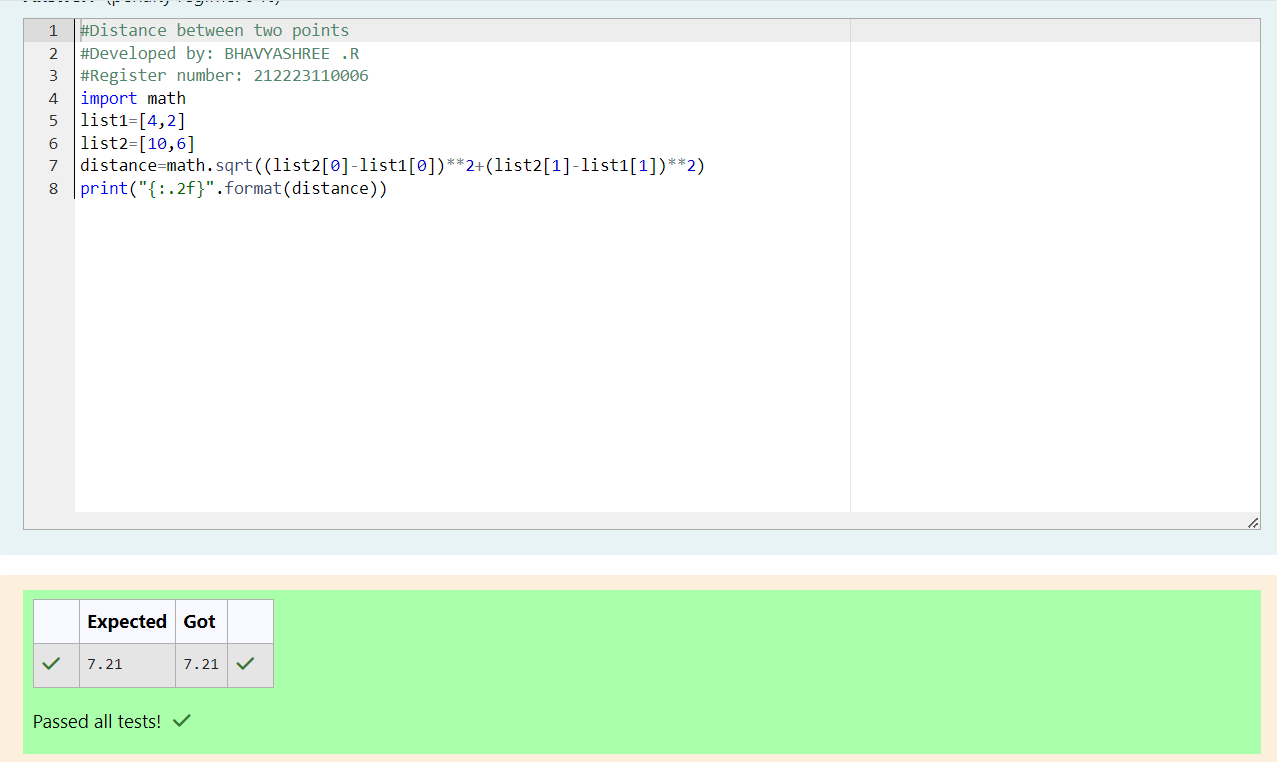 1 #Distance between two points
2 #Developed by: BHAVYASHREE .R
3 #Register number: 212223110006
4 import math
5 list1=[4,2]
6 list2=[10,6]
7 distance=math.sqrt((list2[0]-list1[0])**2+(list2[1]-list1[1])**2)
8 print("{:.2f}".format(distance))
Expected Got
7.21 7.21
Passed all tests!